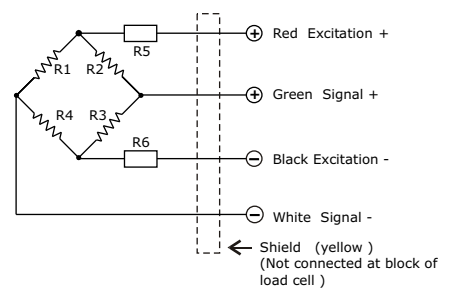 Red Excitation +
R5
R1
R2
Green Signal +
R4
R3
R6
Black Excitation -
White Signal -
Shield (yellow )
(Not connected at block of
load cell )